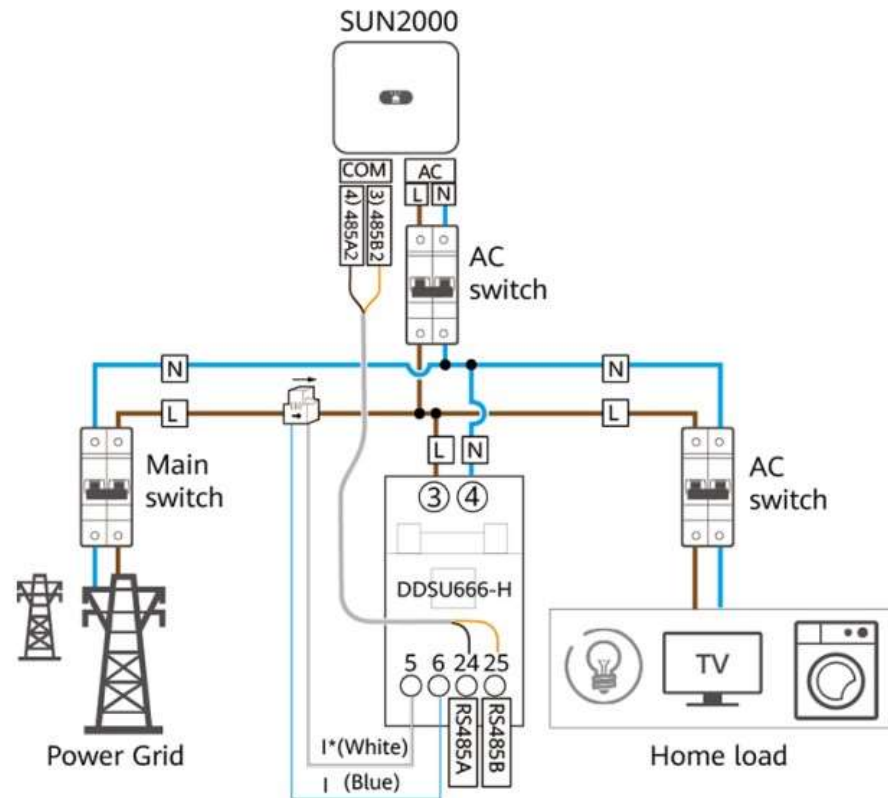 SUN2000
COM
AC
L
N
4) 485A2
3) 485B2
AC
switch
N
N
L
L
Main
switch
L
N
AC
switch
3
4
DDSU666-H
TV
5
6
24
25
RS485A
RS485B
I*(White)
I (Blue)
Power Grid
Home load